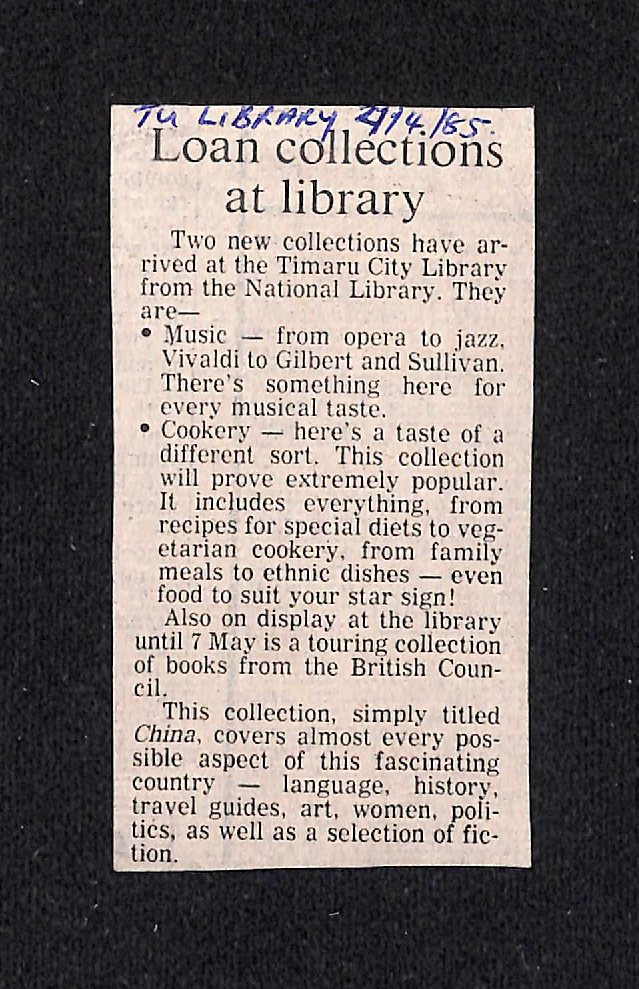 TU LIBRARY /4/85.
Loan collections
at library
Two new collections have ar-
rived at the Timaru City Library
from the National Library. They
are—
• Music — from opera to jazz,
Vivaldi to Gilbert and Sullivan.
There's something here for
every musical taste.
• Cookery — here's a taste of a
different sort. This collection
will prove extremely popular.
It includes everything, from
recipes for special diets to veg-
etarian cookery, from family
meals to ethnic dishes — even
food to suit your star sign!
Also on display at the library
until 7 May is a touring collection
of books from the British Coun-
cil.
This collection, simply titled
China, covers almost every pos-
sible aspect of this fascinating
country — language, history,
travel guides, art, women, poli-
tics, as well as a selection of fic-
tion.